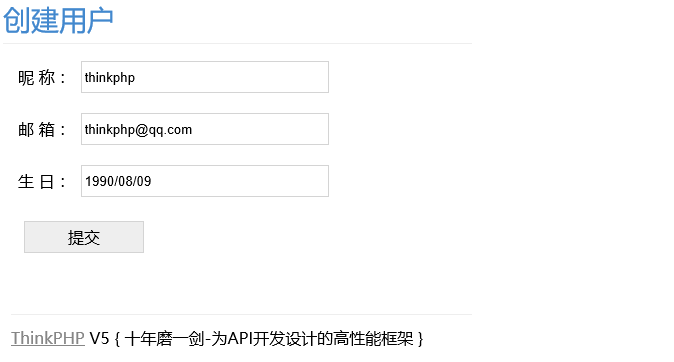 创建用户
昵 称： thinkphp
邮 箱： thinkphp@qq.com
生 日： 1990/08/09
提交
ThinkPHP V5 { 十年磨一剑-为API开发设计的高性能框架 }